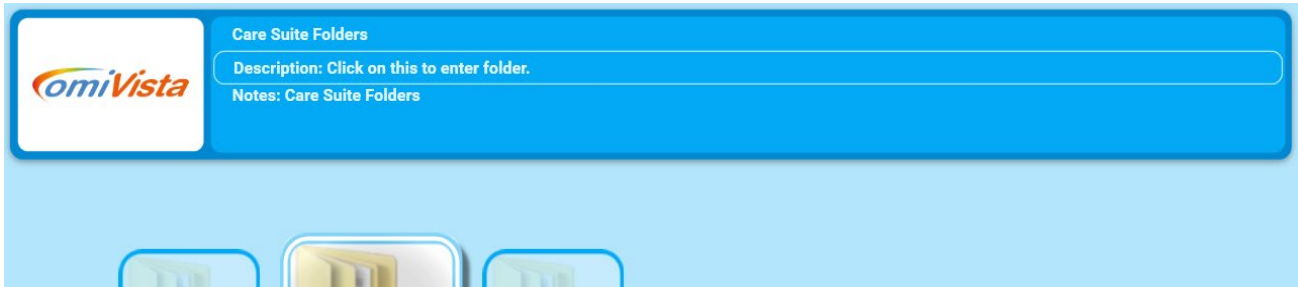 omiVista
Care Suite Folders
Description: Click on this to enter folder.
Notes: Care Suite Folders